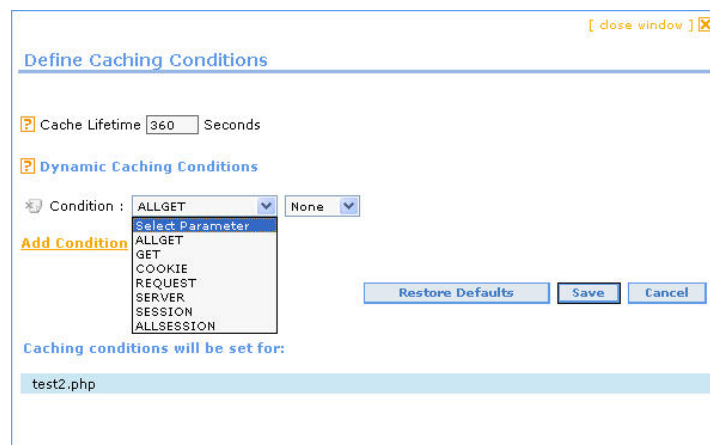 [ close window ]
Define Caching Conditions
? Cache Lifetime 360 Seconds
? Dynamic Caching Conditions
Condition : ALLGET None
Select Parameter
ALLGET
GET
COOKIE
REQUEST
SERVER
SESSION
ALLSESSION
Add Condition
Restore Defaults Save Cancel
Caching conditions will be set for:
test2.php